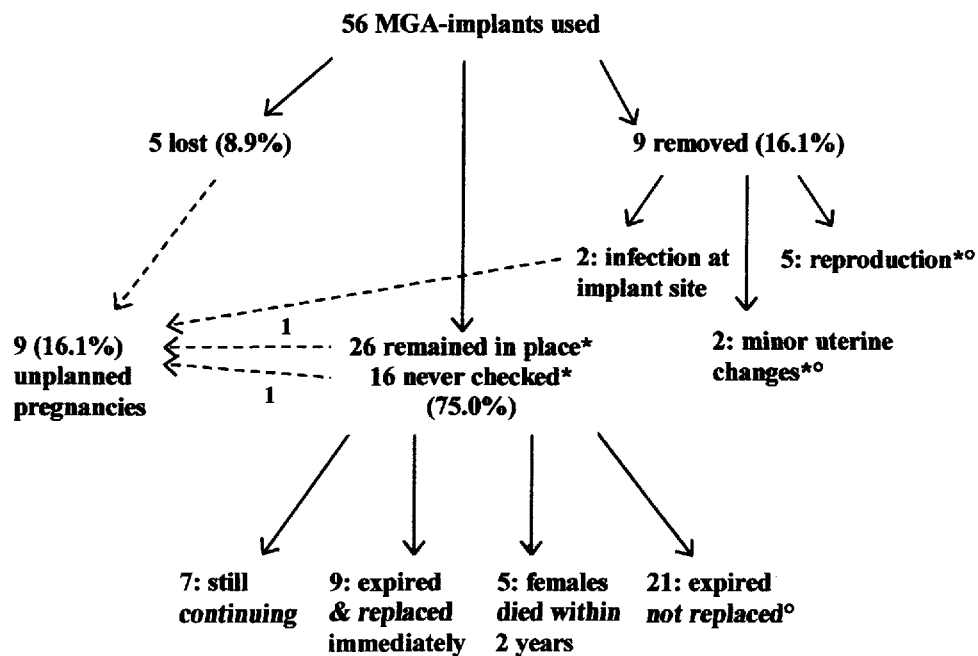 56 MGA-implants used
5 lost (8.9%)
9 removed (16.1%)
2: infection at
implant site
5: reproduction*°
2: minor uterine
changes*°
1
9 (16.1%)
unplanned
pregnancies
1
26 remained in place*
16 never checked*
(75.0%)
7: still
continuing
9: expired
& replaced
immediately
5: females
died within
2 years
21: expired
not replaced°